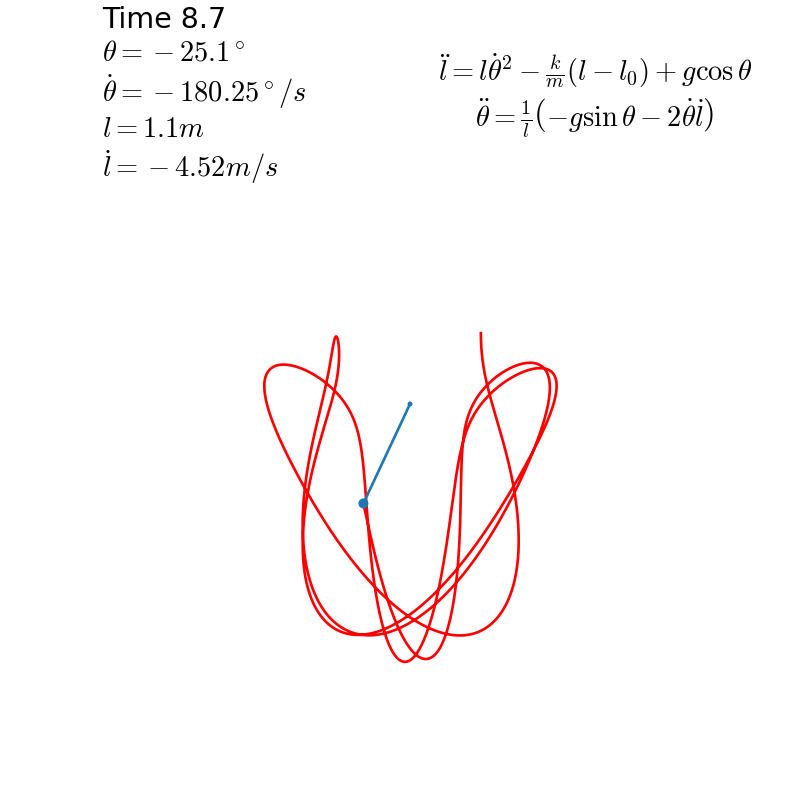 Time 8.7
θ = −25.1°
θ̇ = −180.25°/s
l = 1.1m
l̇ = −4.52m/s
l̈ = lθ̇² − k/m(l − l₀) + g cos θ
θ̈ = 1/l(−g sin θ − 2θ̇l̇)